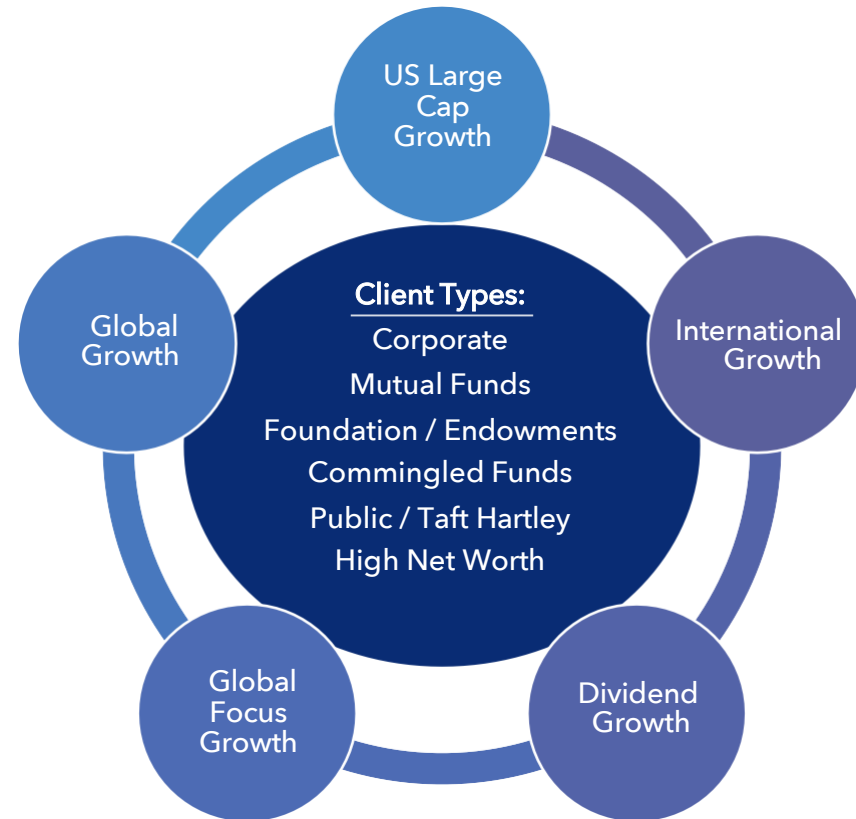 US Large
Cap
Growth
International
Growth
Dividend
Growth
Global
Focus
Growth
Global
Growth
Client Types:
Corporate
Mutual Funds
Foundation / Endowments
Commingled Funds
Public / Taft Hartley
High Net Worth